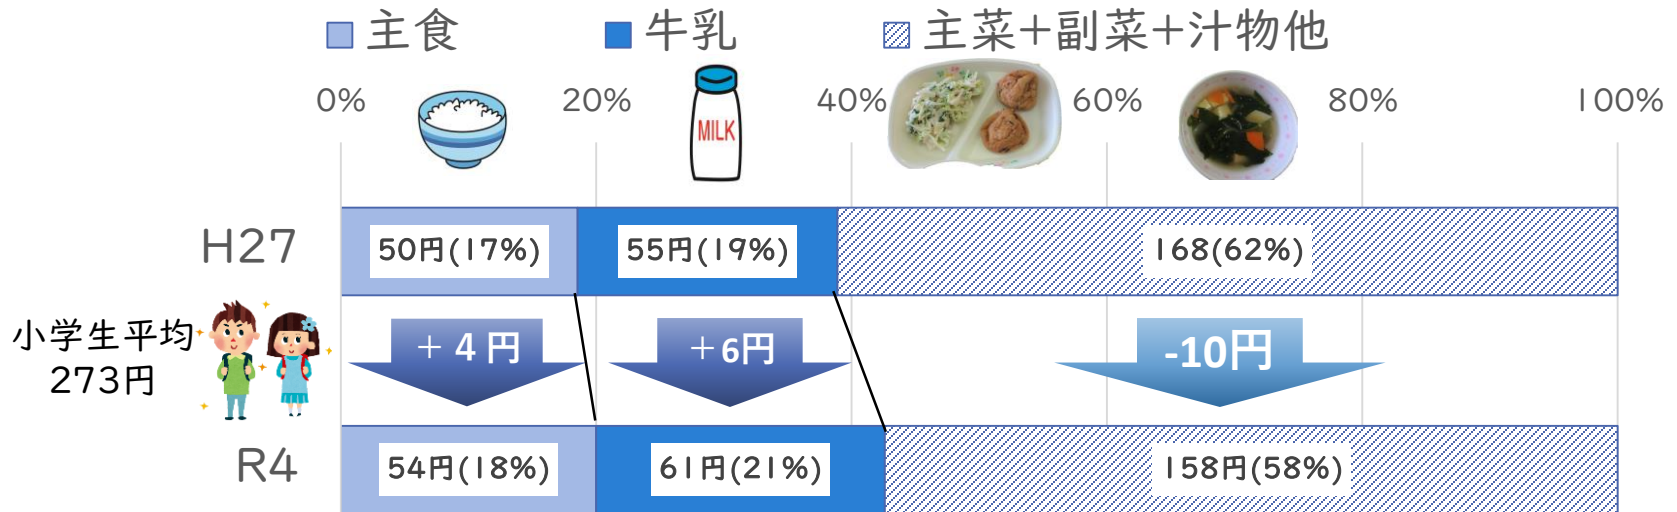 主食 牛乳 主菜+副菜+汁物他
0% 20% 40% 60% 80% 100%
MILK
H27 50円(17%) 55円(19%) 168(62%)
小学生平均
273円
+4円 +6円 -10円
R4 54円(18%) 61円(21%) 158円(58%)